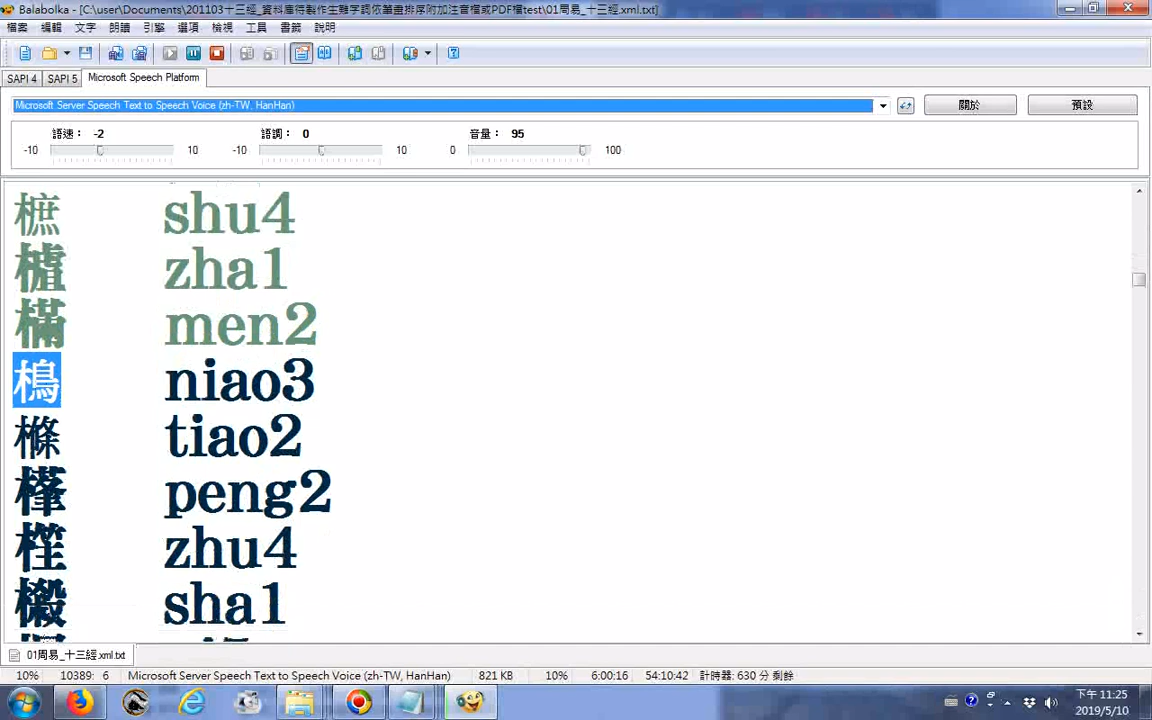 Balabolka - [C:\user\Documents\201103十三經_資料庫待製作生難字詞依筆畫排序附加注音檔或PDF檔test\01周易_十三經.xml.txt]
檔案 編輯 文字 朗讀 引擎 選項 檢視 工具 書籤 說明
SAPI 4 SAPI 5 Microsoft Speech Platform
Microsoft Server Speech Text to Speech Voice (zh-TW, HanHan) 關於 預設
語速： -2 語調： 0 音量： 95
-10 10 -10 10 0 100
樜 shu4
樝 zha1
樠 men2
樢 niao3
樤 tiao2
peng2
zhu4
sha1
01周易_十三經.xml.txt
10% 10389: 6 Microsoft Server Speech Text to Speech Voice (zh-TW, HanHan) 821 KB 10% 6:00:16 54:10:42 計時器: 630 分 剩餘
下午 11:25
2019/5/10